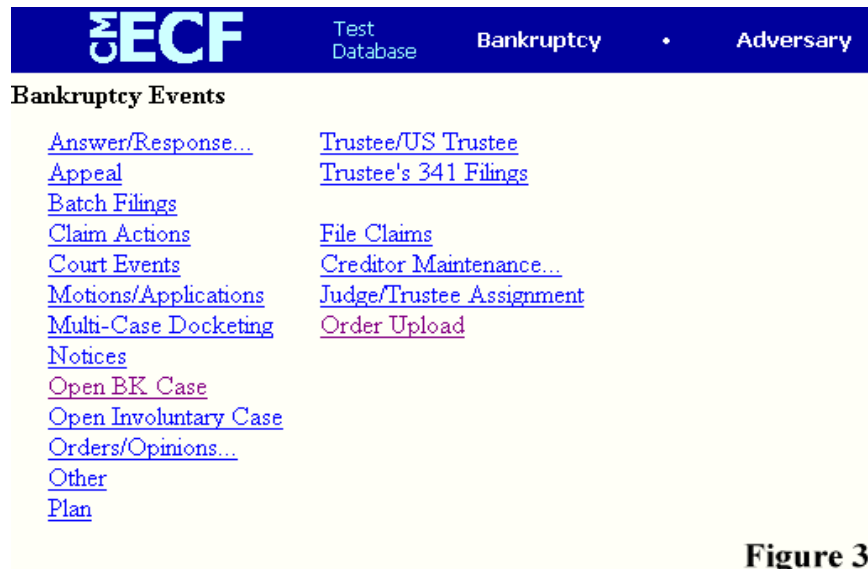 CM ECF Test Database Bankruptcy • Adversary
Bankruptcy Events
Answer/Response...
Appeal
Batch Filings
Claim Actions
Court Events
Motions/Applications
Multi-Case Docketing
Notices
Open BK Case
Open Involuntary Case
Orders/Opinions...
Other
Plan
Trustee/US Trustee
Trustee's 341 Filings
File Claims
Creditor Maintenance...
Judge/Trustee Assignment
Order Upload
Figure 3